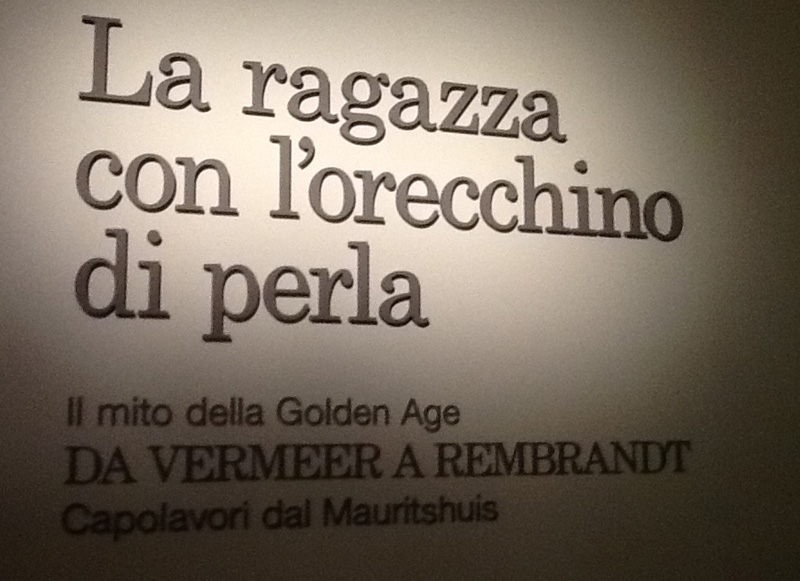 La ragazza
con l'orecchino
di perla
Il mito della Golden Age
DA VERMEER A REMBRANDT
Capolavori dal Mauritshuis